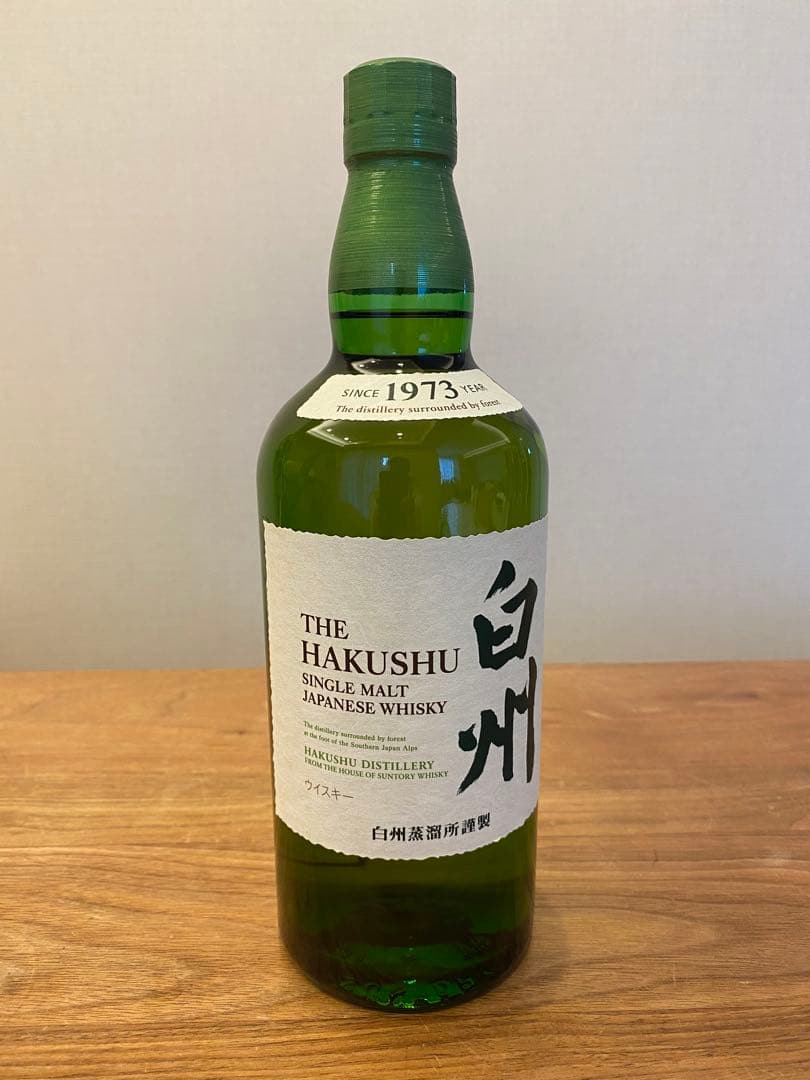 SINCE 1973 YEAR
The distillery surrounded by forest
THE
HAKUSHU
SINGLE MALT
JAPANESE WHISKY
白州
The distillery surrounded by forest
at the foot of the Southern Japan Alps
HAKUSHU DISTILLERY
FROM THE HOUSE OF SUNTORY WHISKY
ウイスキー
白州蒸溜所謹製